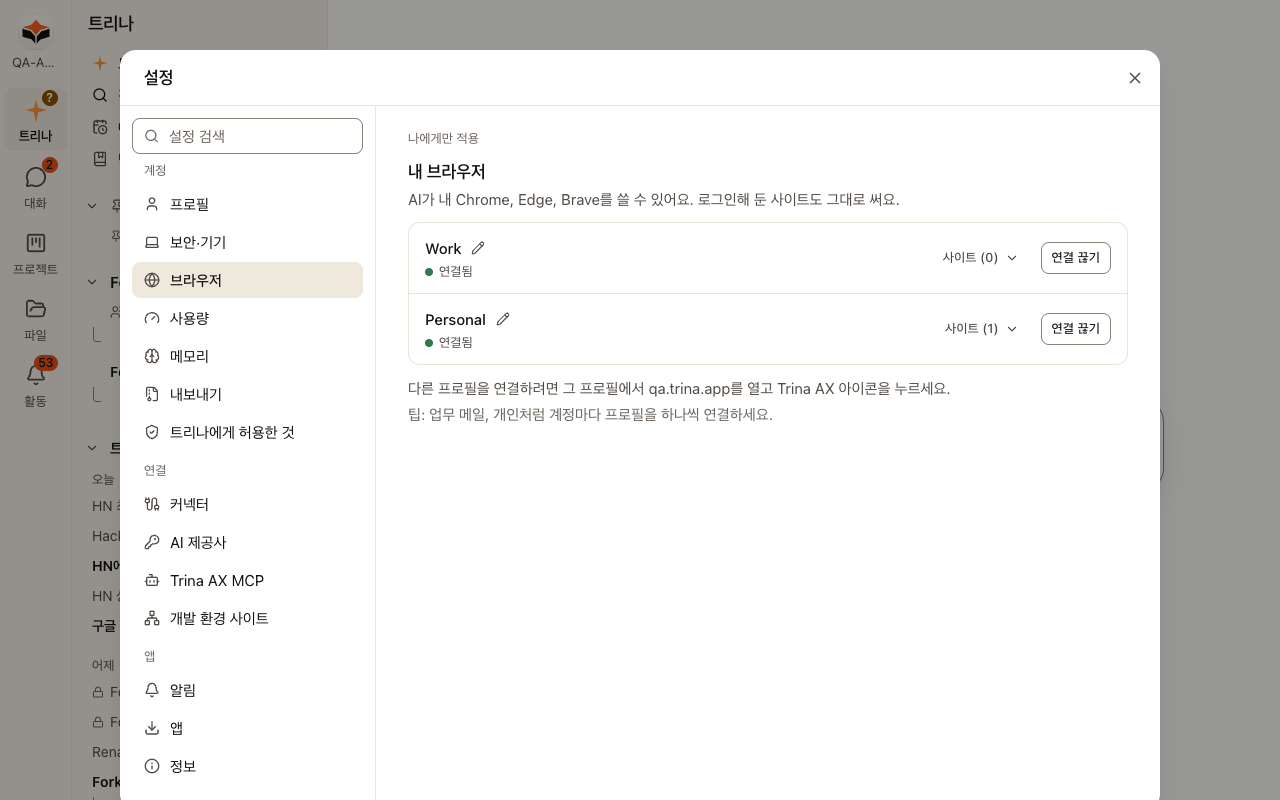 트리나
QA-A...
?
트리나
2
대화
프로젝트
파일
53
활동
오늘
HN
Hacl
HN에
HN
구글
어제
Fo
Fo
Rena
Fork
설정
설정 검색
계정
프로필
보안·기기
브라우저
사용량
메모리
내보내기
트리나에게 허용한 것
연결
커넥터
AI 제공사
Trina AX MCP
개발 환경 사이트
앱
알림
앱
정보
나에게만 적용
내 브라우저
AI가 내 Chrome, Edge, Brave를 쓸 수 있어요. 로그인해 둔 사이트도 그대로 써요.
Work
연결됨
사이트 (0)
연결 끊기
Personal
연결됨
사이트 (1)
연결 끊기
다른 프로필을 연결하려면 그 프로필에서 qa.trina.app를 열고 Trina AX 아이콘을 누르세요.
팁: 업무 메일, 개인처럼 계정마다 프로필을 하나씩 연결하세요.